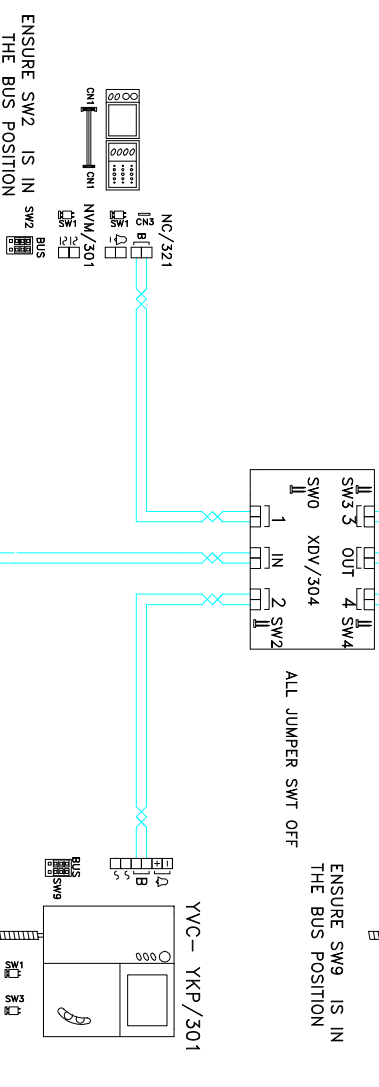 ENSURE SW2 IS IN
THE BUS POSITION
CN1
CN1
NC/321
CN3
B
SW1
NVM/301
SW1
SW2
BUS
XDV/304
SW3
3
OUT
4
SW4
SW0
1
IN
2
SW2
ALL JUMPER SWT OFF
ENSURE SW9 IS IN
THE BUS POSITION
YVC- YKP/301
B
+
-
BUS
SW9
SW1
SW3